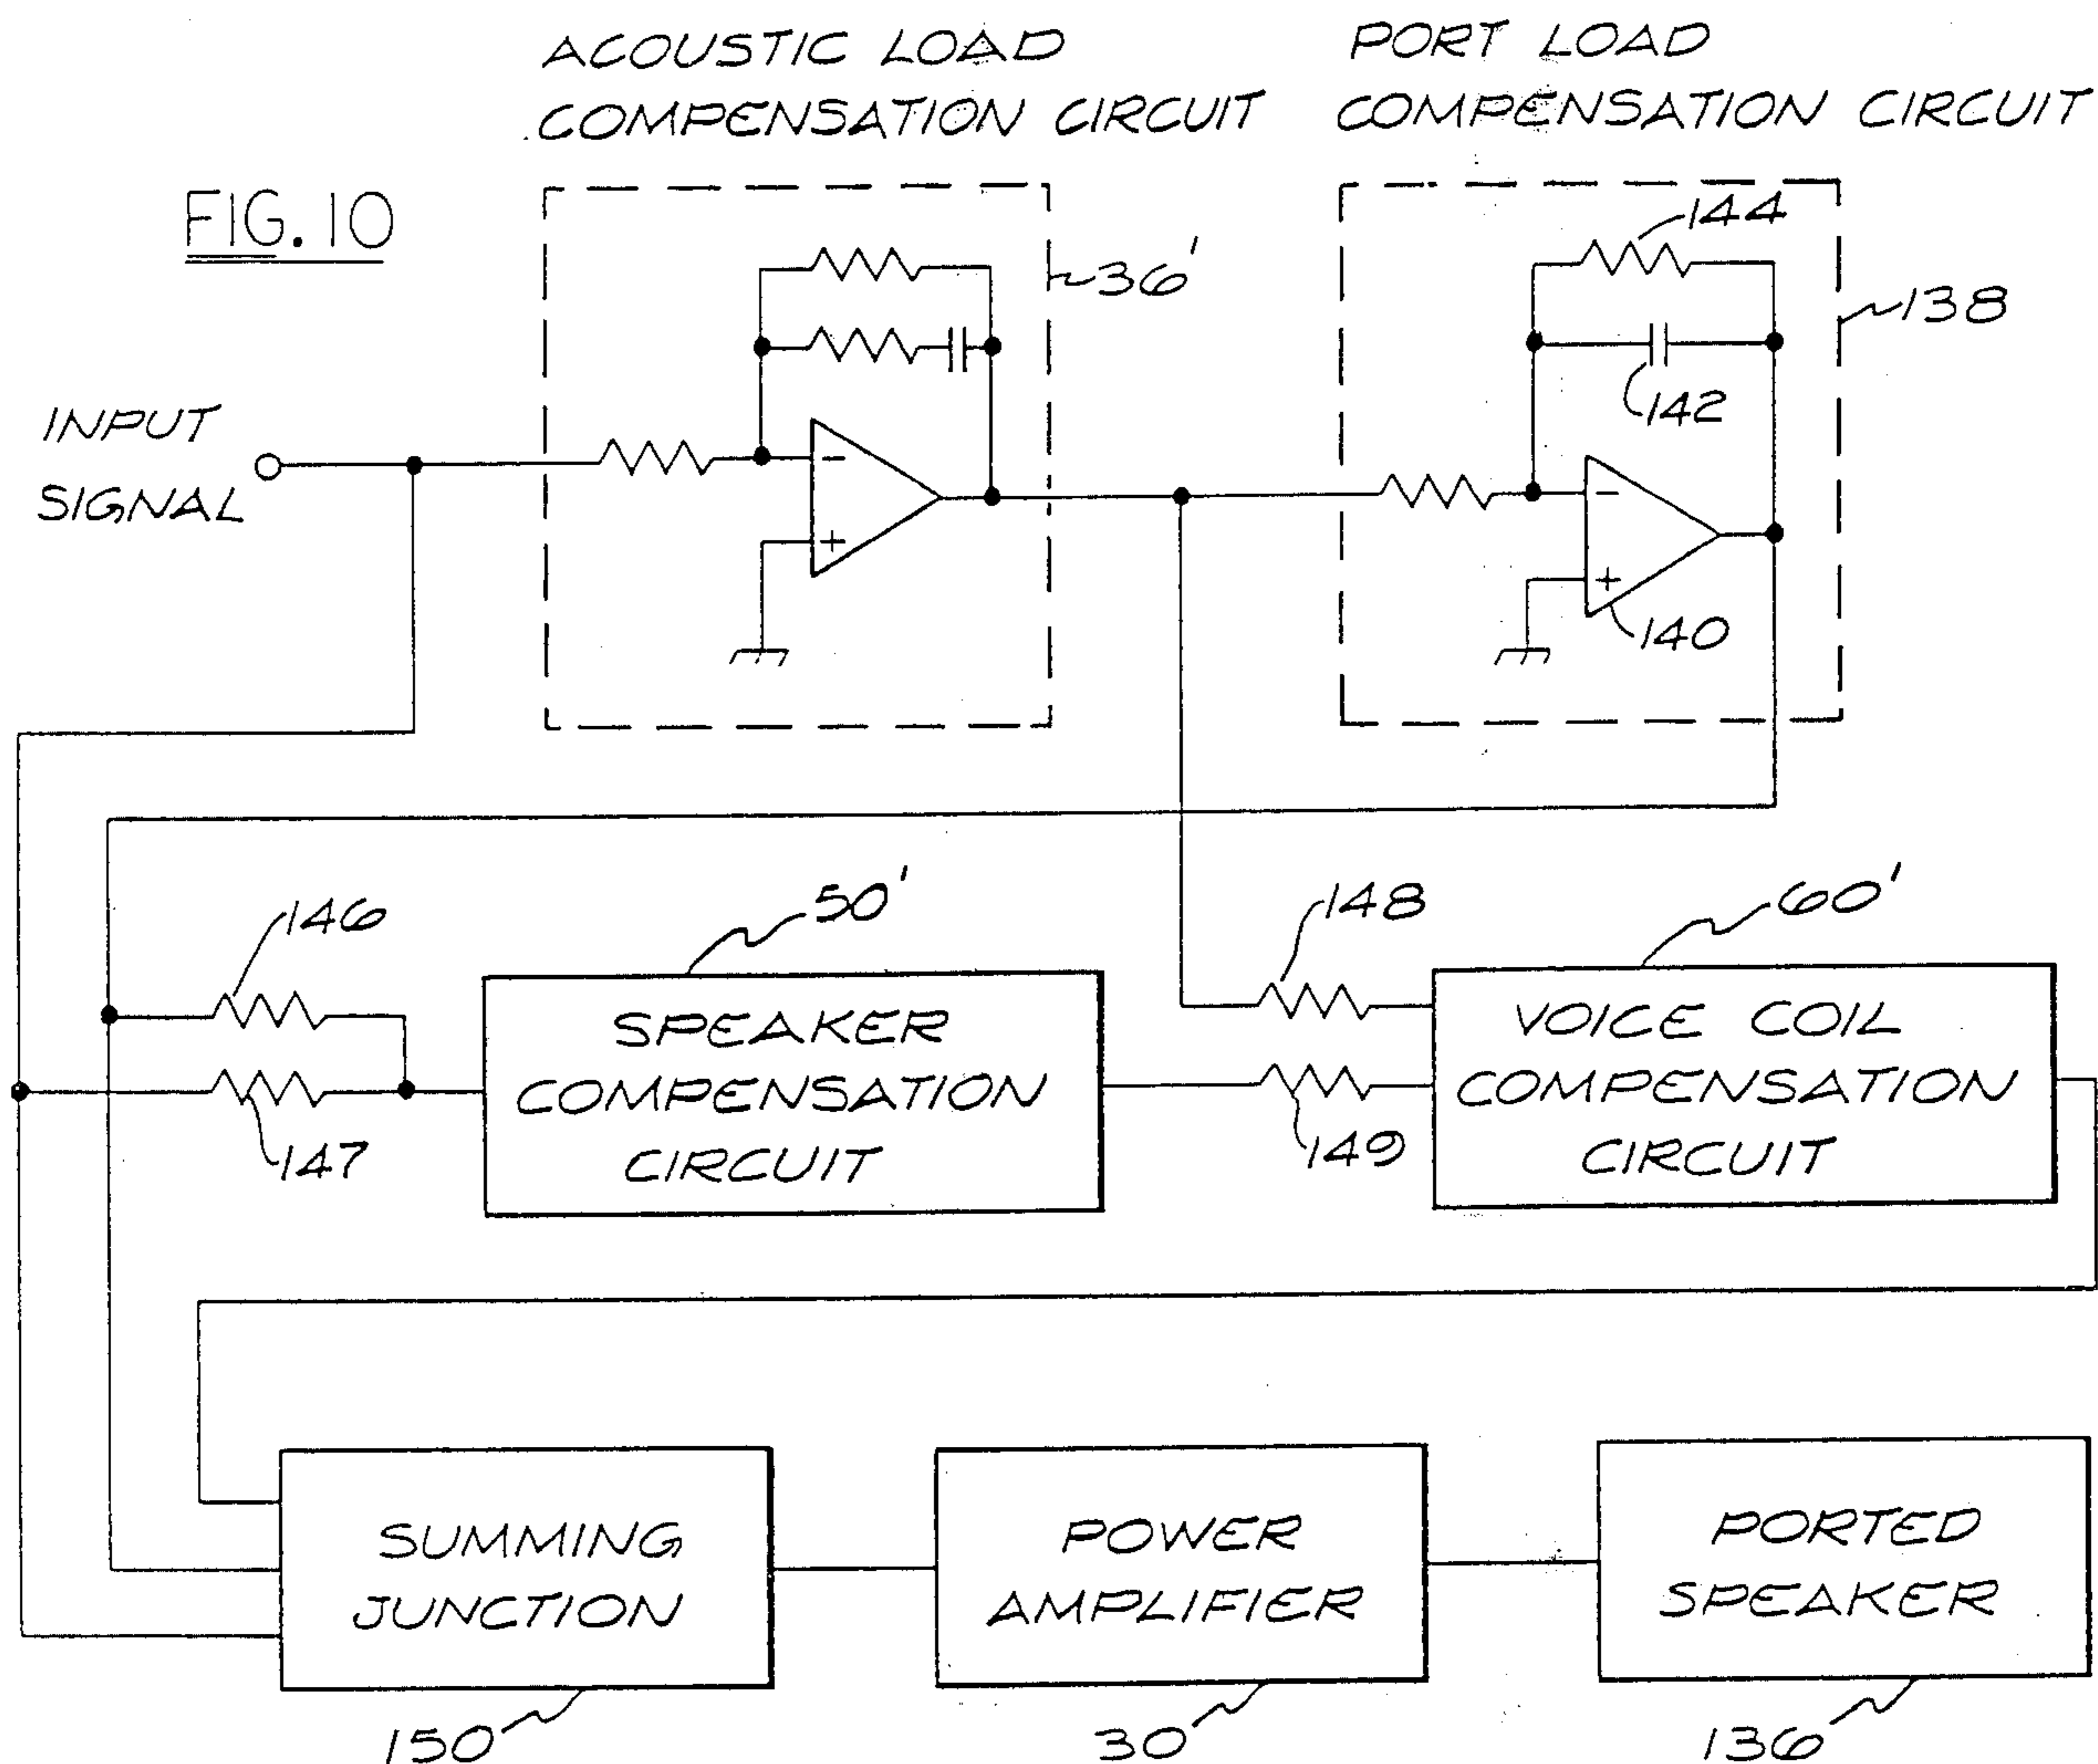 ACOUSTIC LOAD
COMPENSATION CIRCUIT
PORT LOAD
COMPENSATION CIRCUIT
FIG. 10
36'
144
138
142
INPUT
SIGNAL
-
+
-
+
140
146
50'
148
60'
SPEAKER
COMPENSATION
CIRCUIT
VOICE COIL
COMPENSATION
CIRCUIT
147
149
SUMMING
JUNCTION
POWER
AMPLIFIER
PORTED
SPEAKER
150
30
136